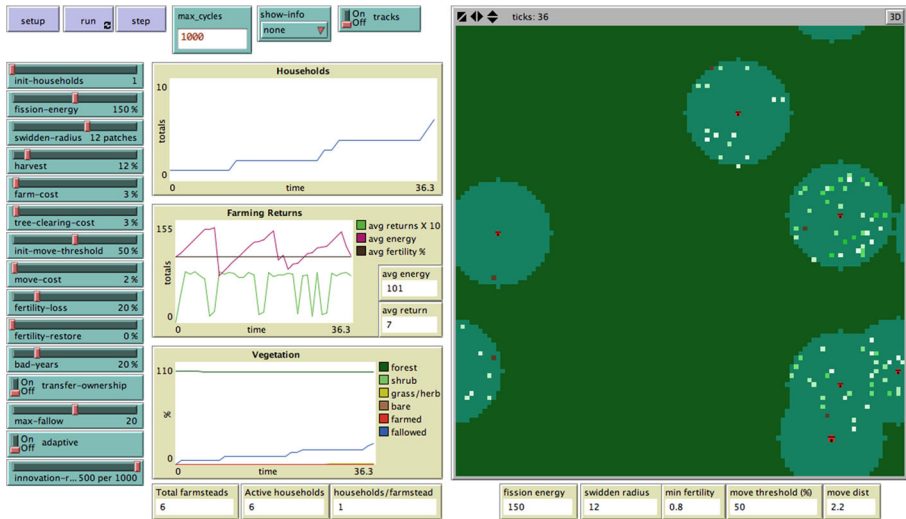 setup
run
step
max_cycles
1000
show-info
none
On
Off
tracks
ticks: 36
3D
init-households 1
fission-energy 150 %
swidden-radius 12 patches
harvest 12 %
farm-cost 3 %
tree-clearing-cost 3 %
init-move-threshold 50 %
move-cost 2 %
fertility-loss 20 %
fertility-restore 0 %
bad-years 20 %
On
Off
transfer-ownership
max-fallow 20
On
Off
adaptive
innovation-r... 500 per 1000
Households
10
totals
0
0 time 36.3
Farming Returns
155
totals
0
0 time 36.3
avg returns X 10
avg energy
avg fertility %
avg energy
101
avg return
7
Vegetation
110
%
0
0 time 36.3
forest
shrub
grass/herb
bare
farmed
fallowed
Total farmsteads
6
Active households
6
households/farmstead
1
fission energy
150
swidden radius
12
min fertility
0.8
move threshold (%)
50
move dist
2.2